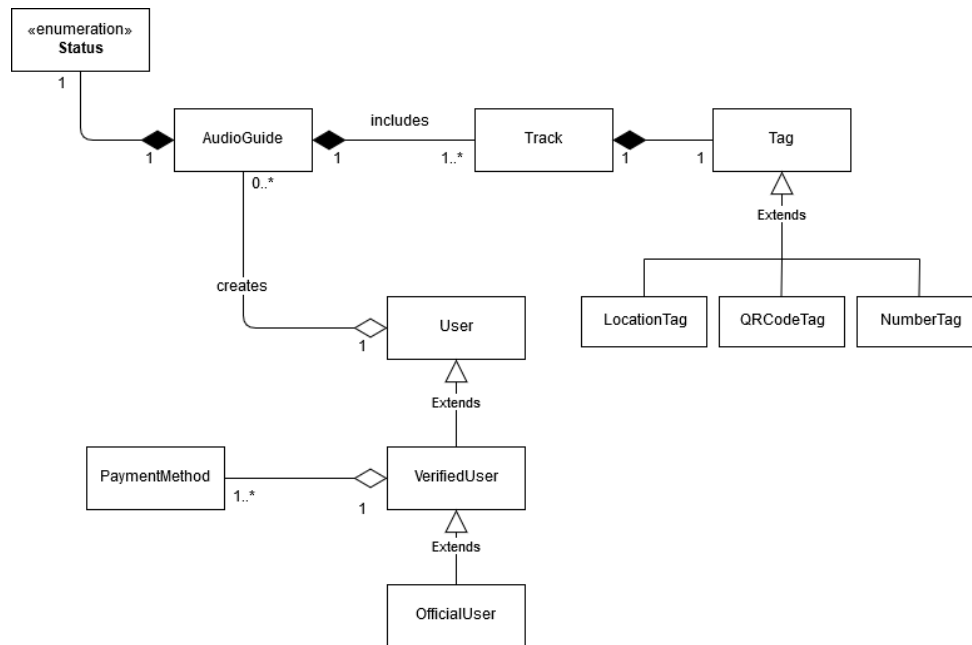 «enumeration»
Status
1
AudioGuide
includes
Track
Tag
1
1
1..*
1
1
0..*
Extends
creates
User
LocationTag
QRCodeTag
NumberTag
1
Extends
PaymentMethod
VerifiedUser
1..*
1
Extends
OfficialUser